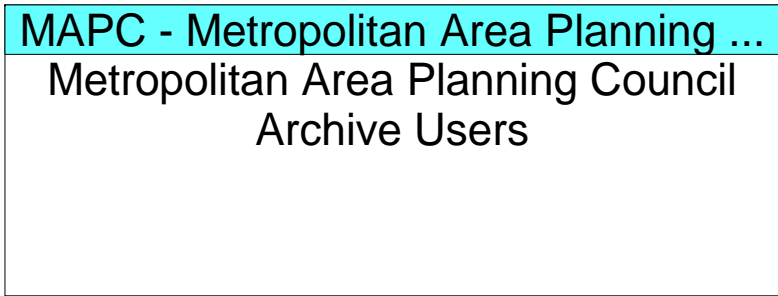 MAPC - Metropolitan Area Planning ...
Metropolitan Area Planning Council
Archive Users